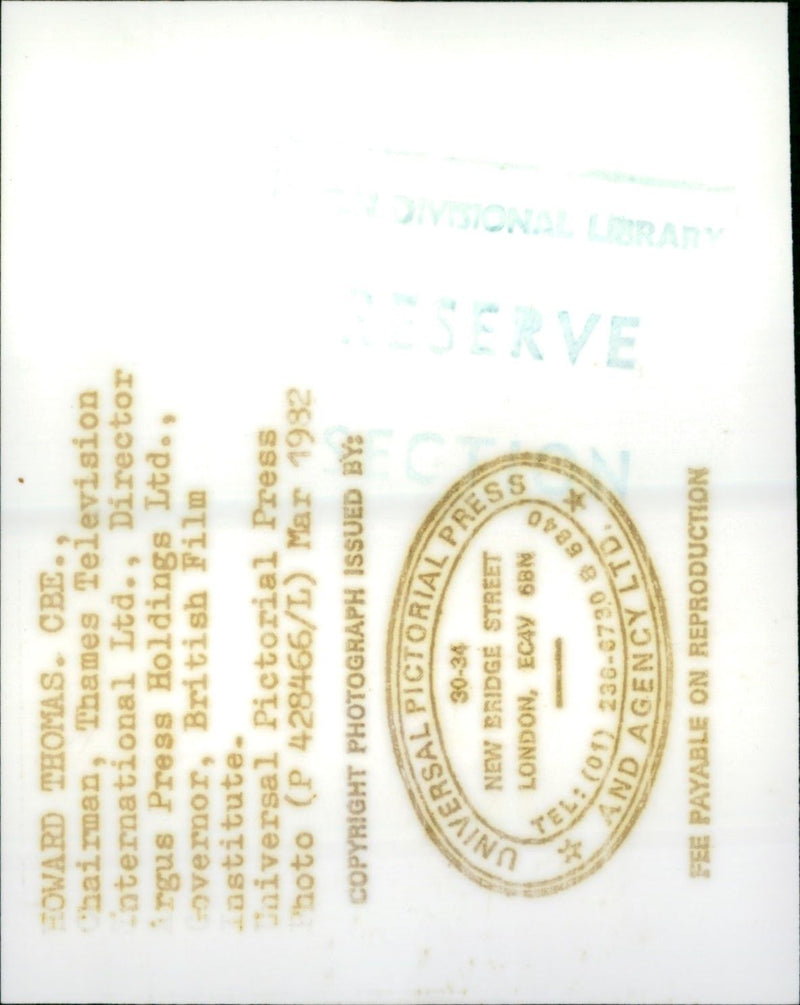 DIVISIONAL LIBRARY
RESERVE
SECTION
HOWARD THOMAS. CBE.,
Chairman, Thames Television
International Ltd., Director
Argus Press Holdings Ltd.,
Governor, British Film
Institute.
Universal Pictorial Press
Photo (P 428466/L) Mar 1982
COPYRIGHT PHOTOGRAPH ISSUED BY:
UNIVERSAL PICTORIAL PRESS
AND AGENCY LTD.
30-34
NEW BRIDGE STREET
LONDON, EC4V 6BN
TEL: (01) 236-6730 & 5840
FEE PAYABLE ON REPRODUCTION